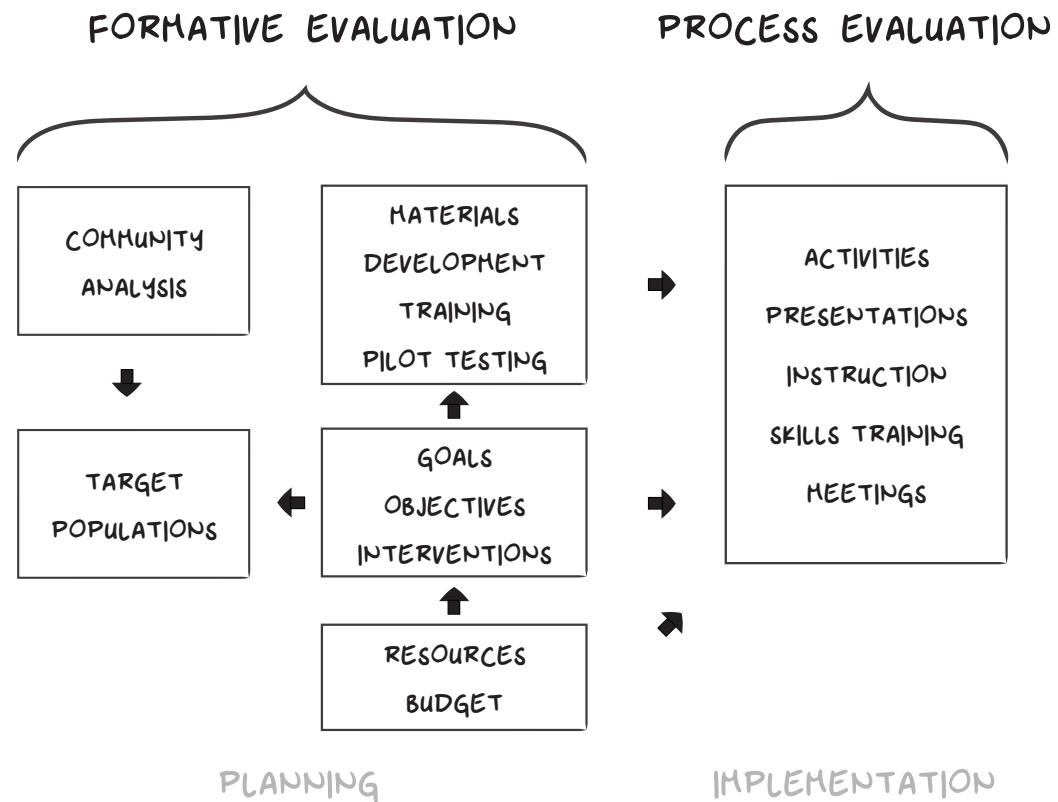 FORMATIVE EVALUATION
PROCESS EVALUATION
COMMUNITY
ANALYSIS
TARGET
POPULATIONS
MATERIALS
DEVELOPMENT
TRAINING
PILOT TESTING
GOALS
OBJECTIVES
INTERVENTIONS
RESOURCES
BUDGET
ACTIVITIES
PRESENTATIONS
INSTRUCTION
SKILLS TRAINING
MEETINGS
PLANNING
IMPLEMENTATION